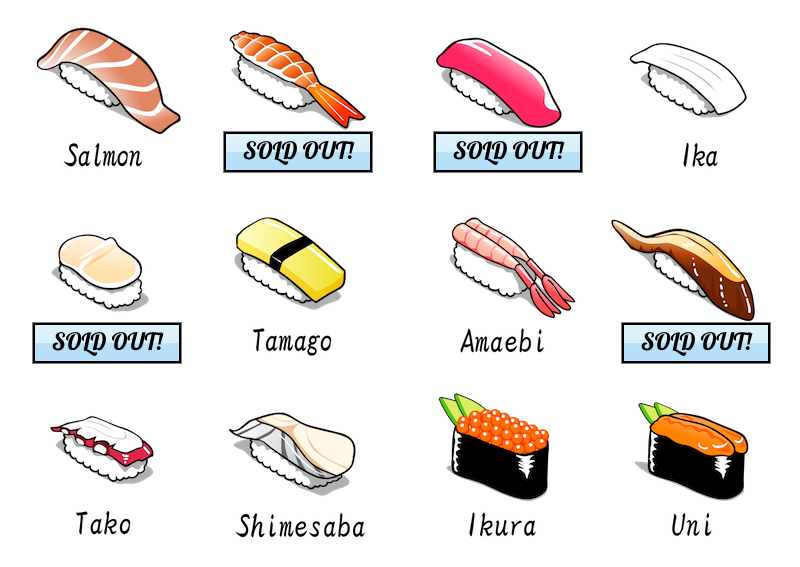 Salmon
SOLD OUT!
SOLD OUT!
Ika
SOLD OUT!
Tamago
Amaebi
SOLD OUT!
Tako
Shimesaba
Ikura
Uni